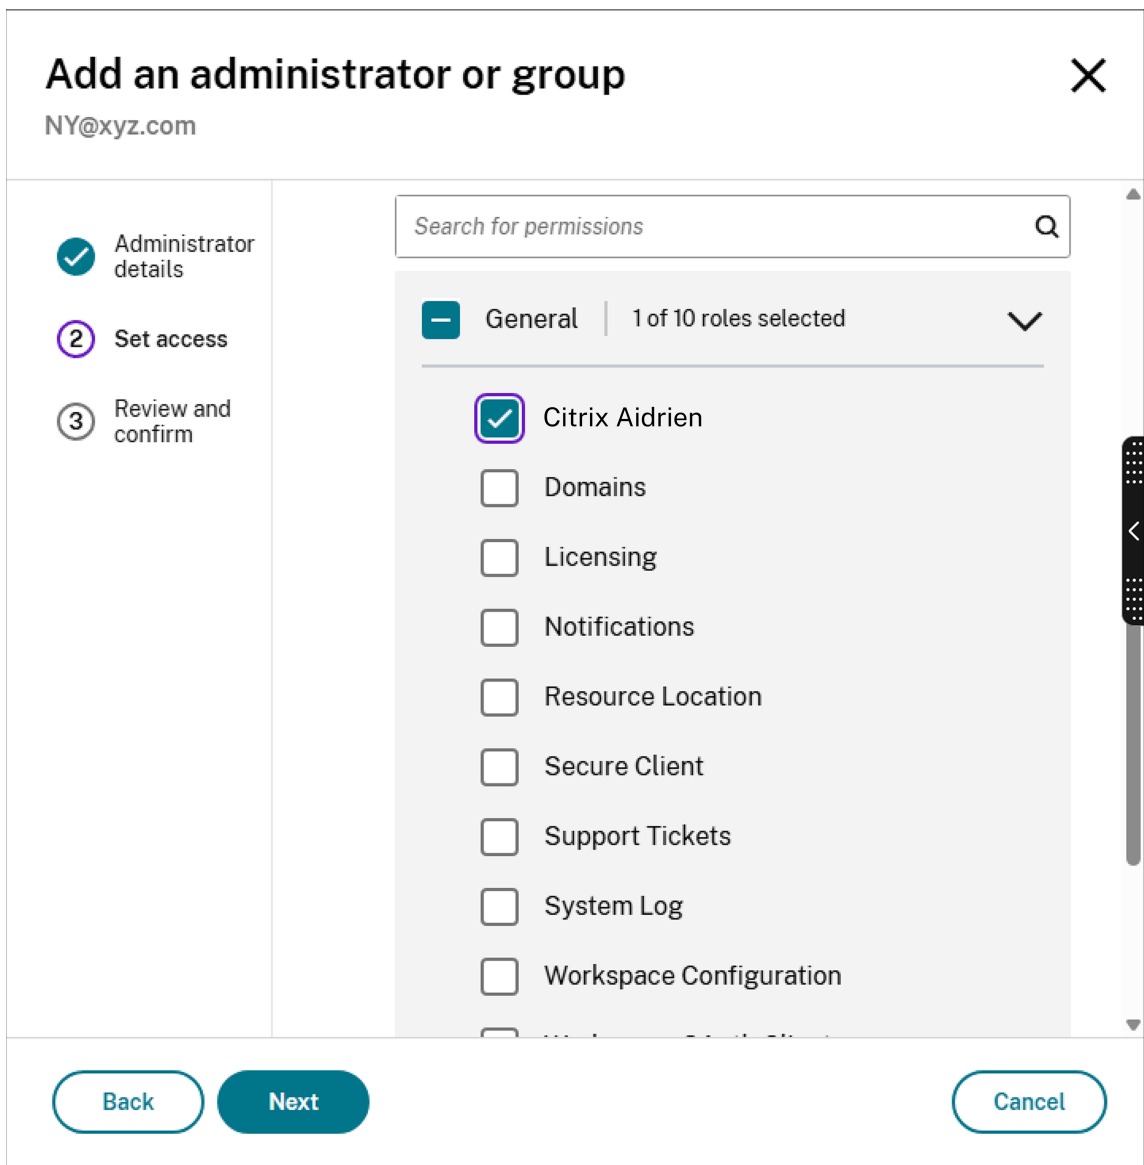 Add an administrator or group
NY@xyz.com
Administrator
details
2
Set access
3
Review and
confirm
Search for permissions
General
1 of 10 roles selected
Citrix Aidrien
Domains
Licensing
Notifications
Resource Location
Secure Client
Support Tickets
System Log
Workspace Configuration
Back
Next
Cancel